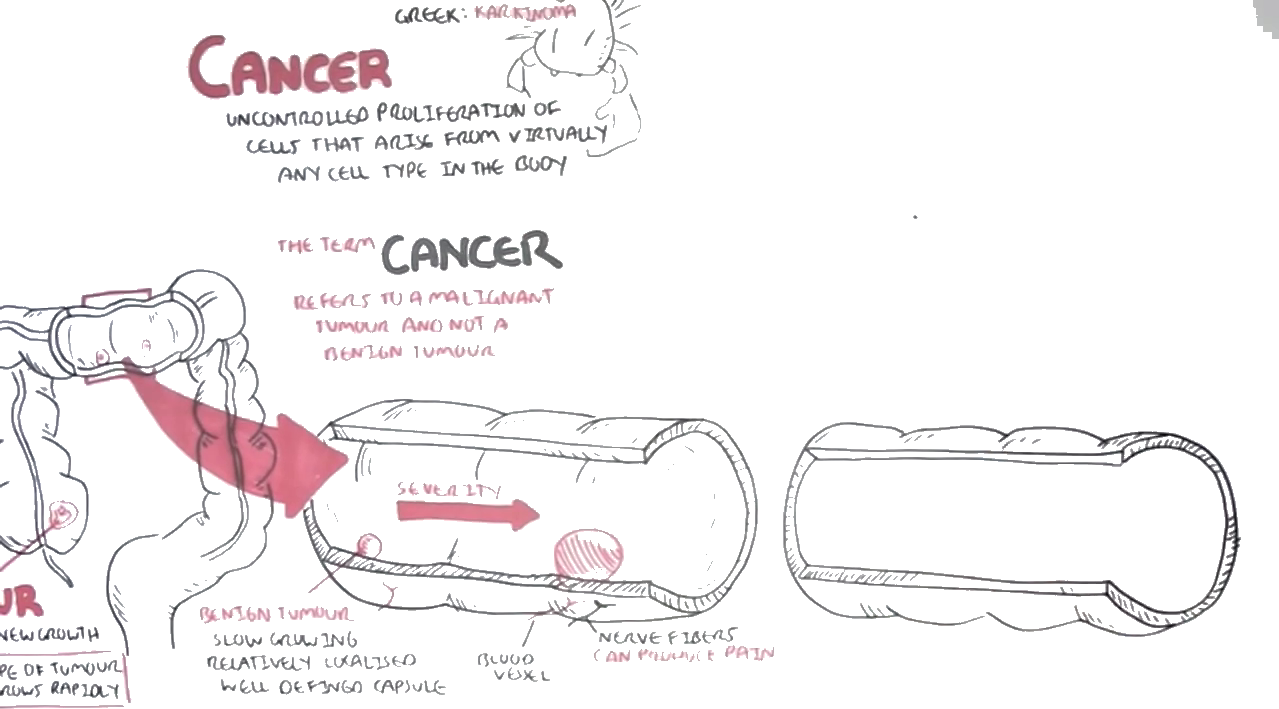 GREEK: KARKINOMA
CANCER
UNCONTROLLED PROLIFERATION OF
CELLS THAT ARISE FROM VIRTUALLY
ANY CELL TYPE IN THE BODY
THE TERM CANCER
REFERS TO A MALIGNANT
TUMOUR AND NOT A
BENIGN TUMOUR
SEVERITY
BENIGN TUMOUR
SLOW GROWING
RELATIVELY LOCALISED
WELL DEFINED CAPSULE
BLOOD
VESSEL
NERVE FIBERS
CAN PRODUCE PAIN
UR
NEW GROWTH
PE OF TUMOUR
ROWS RAPIDLY